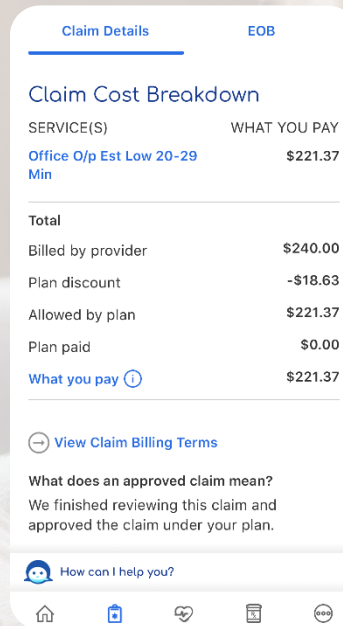 Claim Details EOB
Claim Cost Breakdown
SERVICE(S) WHAT YOU PAY
Office O/p Est Low 20-29 $221.37
Min
Total
Billed by provider $240.00
Plan discount -$18.63
Allowed by plan $221.37
Plan paid $0.00
What you pay $221.37
View Claim Billing Terms
What does an approved claim mean?
We finished reviewing this claim and
approved the claim under your plan.
How can I help you?